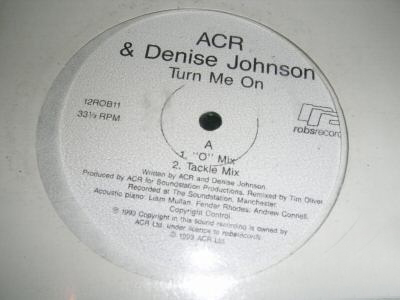 ACR
& Denise Johnson
Turn Me On
12ROB11
33⅓ RPM
robsrecords
A
1. "O" Mix
2. Tackle Mix
Written by ACR and Denise Johnson.
Produced by ACR for Soundstation Productions. Remixed by Tim Oliver.
Recorded at The Soundstation, Manchester.
Acoustic piano: Liam Mullan, Fender Rhodes: Andrew Connell.
Copyright Control.
℗ 1993 Copyright in this sound recording is owned by
ACR Ltd. under licence to robsrecords.
© 1993 ACR Ltd.